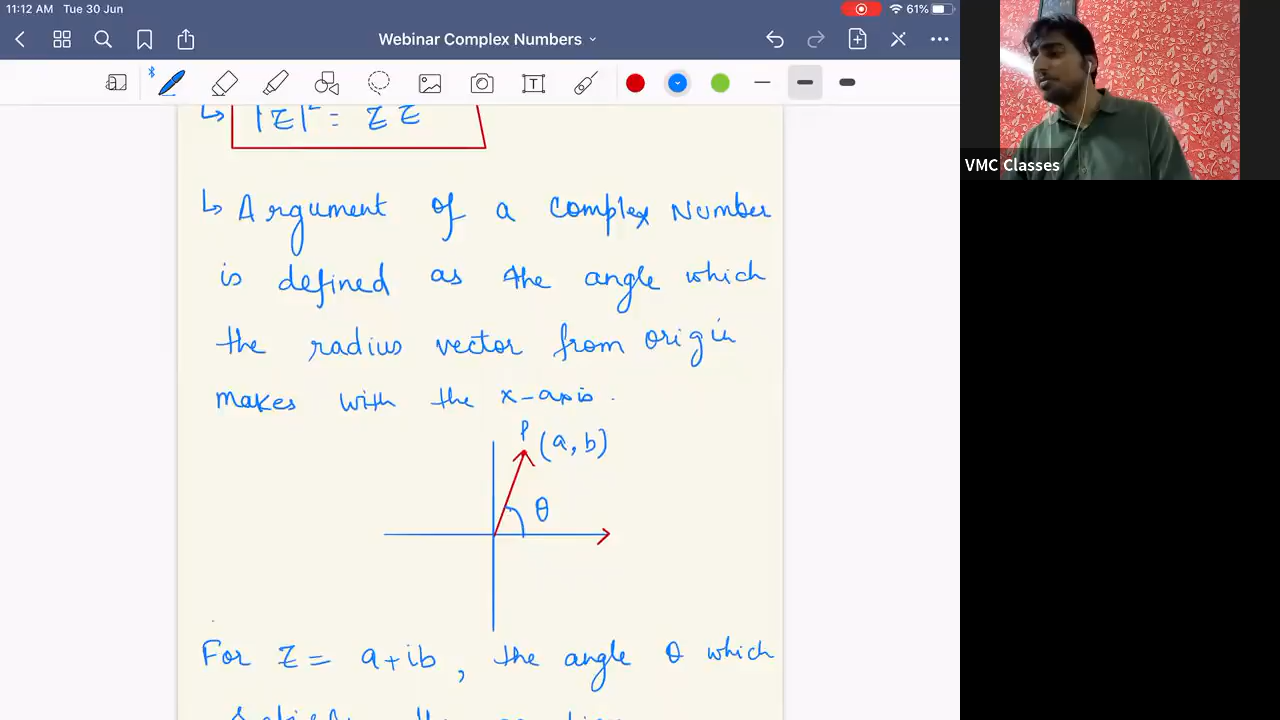 11:12 AM Tue 30 Jun
61%
Webinar Complex Numbers
T
|Z|² = Z Z
VMC Classes
↳ Argument of a complex Number
is defined as the angle which
the radius vector from origin
makes with the x-axis.
P (a, b)
θ
For Z = a+ib, the angle θ which